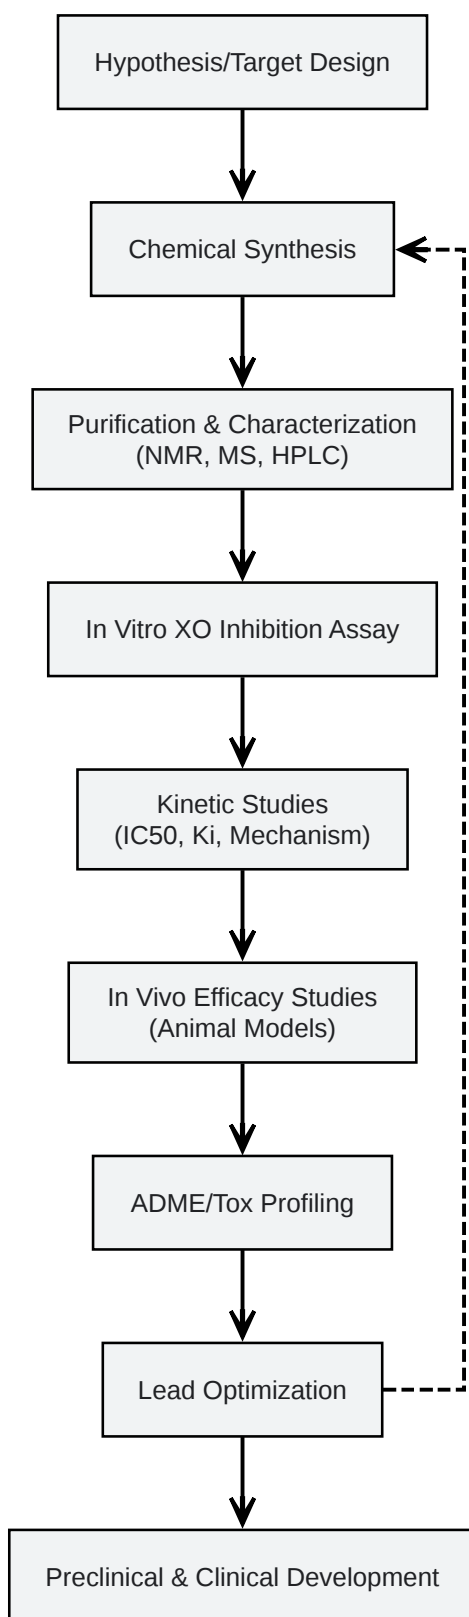 Hypothesis/Target Design
Chemical Synthesis
Purification & Characterization
(NMR, MS, HPLC)
In Vitro XO Inhibition Assay
Kinetic Studies
(IC50, Ki, Mechanism)
In Vivo Efficacy Studies
(Animal Models)
ADME/Tox Profiling
Lead Optimization
Preclinical & Clinical Development